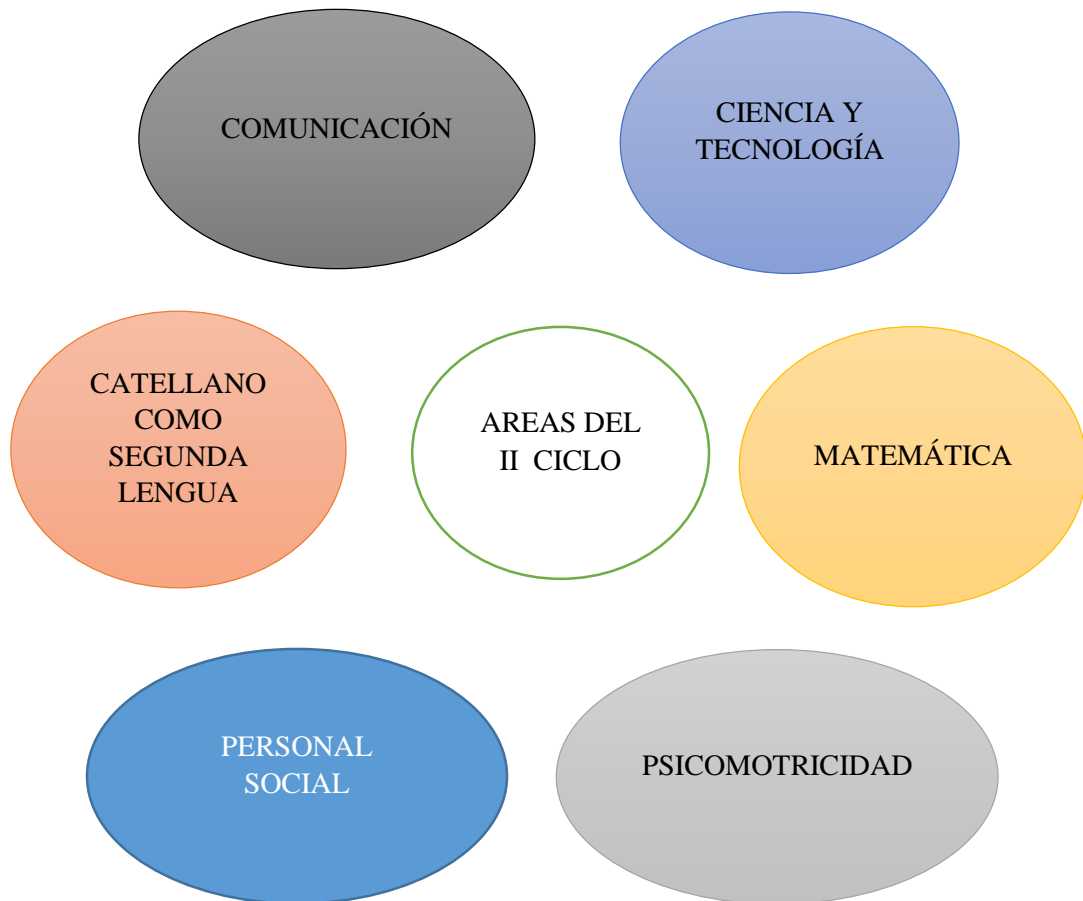 COMUNICACIÓN
CIENCIA Y
TECNOLOGÍA
CATELLANO
COMO
SEGUNDA
LENGUA
AREAS DEL
II CICLO
MATEMÁTICA
PERSONAL
SOCIAL
PSICOMOTRICIDAD